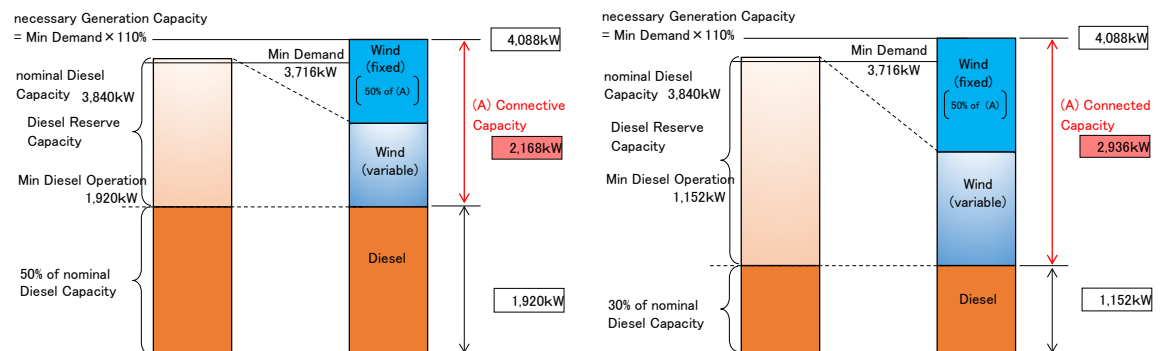 necessary Generation Capacity
= Min Demand×110%
4,088kW
Wind
(fixed)
50% of (A)
Min Demand
3,716kW
nominal Diesel
Capacity 3,840kW
(A) Connective
Capacity
2,168kW
Diesel Reserve
Capacity
Wind
(variable)
Min Diesel Operation
1,920kW
Diesel
50% of nominal
Diesel Capacity
1,920kW
necessary Generation Capacity
= Min Demand×110%
4,088kW
Min Demand
3,716kW
Wind
(fixed)
50% of (A)
nominal Diesel
Capacity 3,840kW
(A) Connected
Capacity
2,936kW
Diesel Reserve
Capacity
Min Diesel Operation
1,152kW
Wind
(variable)
Diesel
30% of nominal
Diesel Capacity
1,152kW